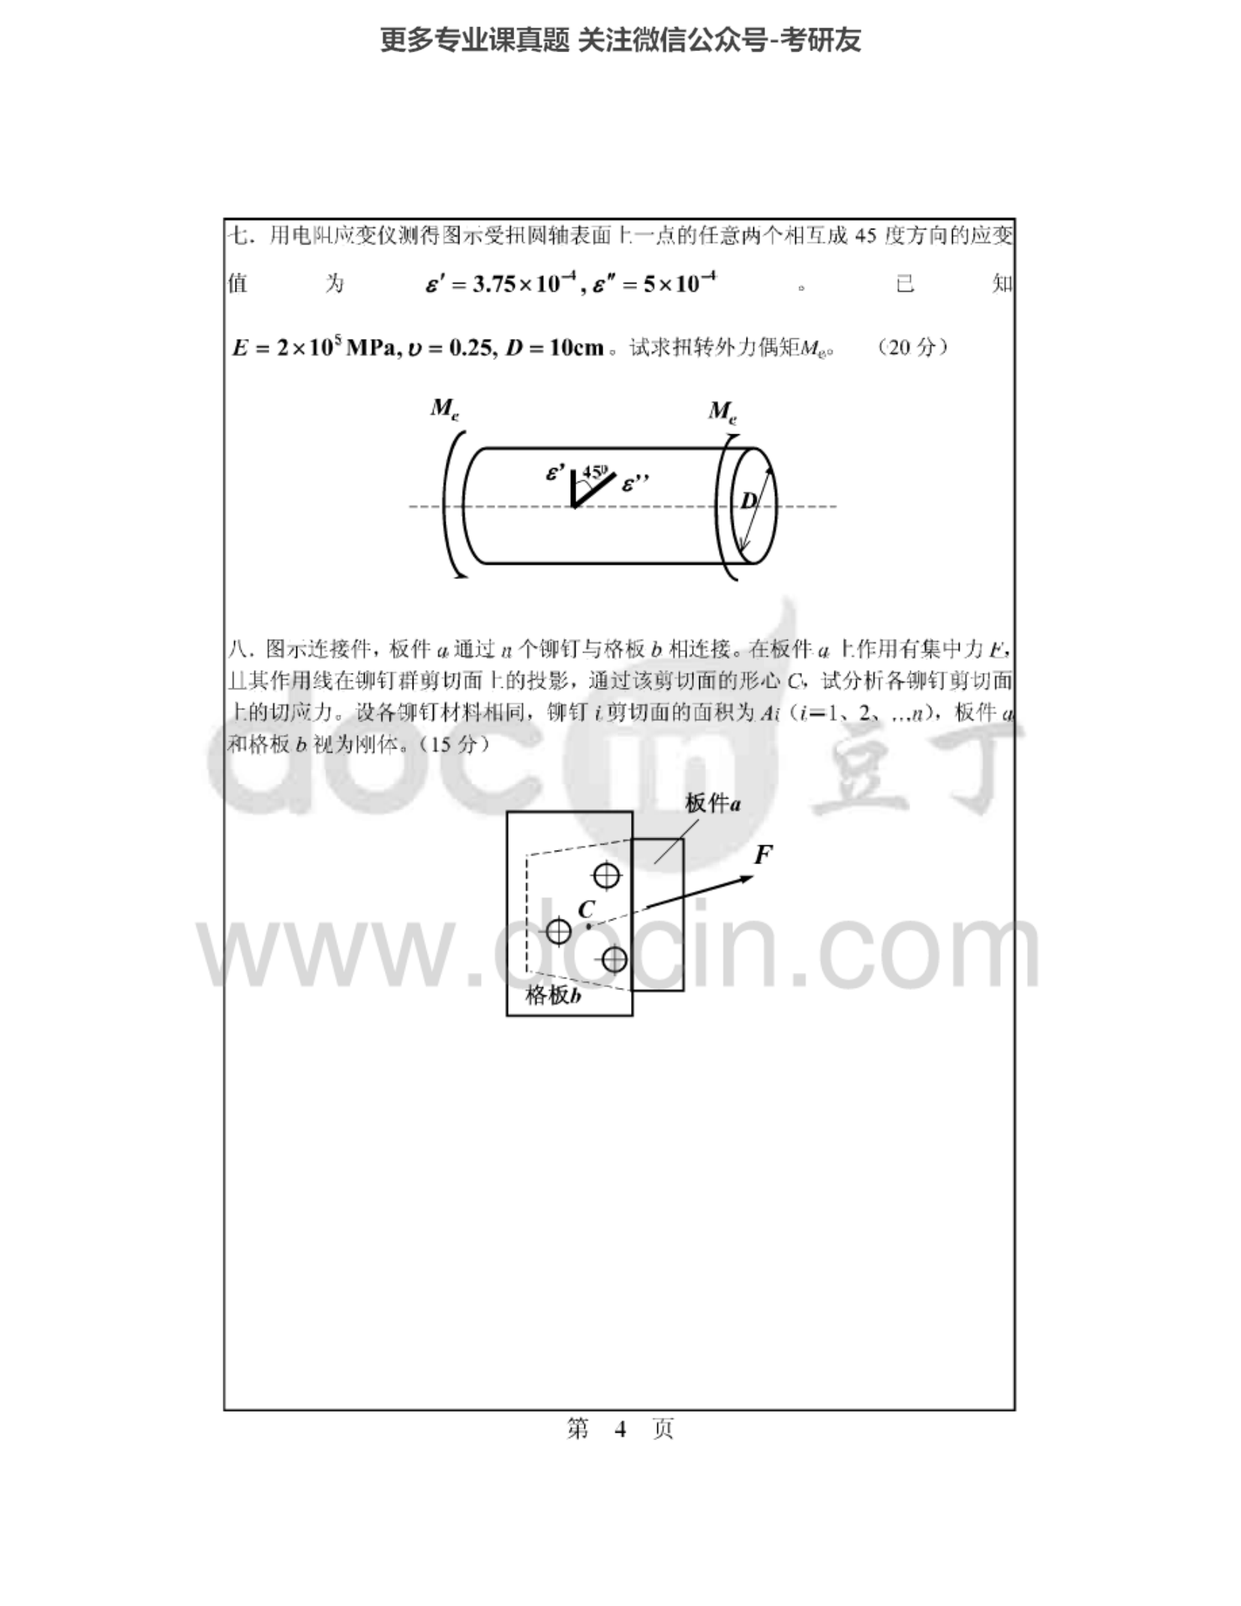 更多专业课真题 关注微信公众号-考研友
七．用电阻应变仪测得图示受扭圆轴表面上一点的任意两个相互成 45 度方向的应变
值 为 ε′ = 3.75×10⁻⁴, ε″ = 5×10⁻⁴ 。 已 知
E = 2×10⁵ MPa, υ = 0.25, D = 10cm 。试求扭转外力偶矩Mₑ。 （20 分）
Mₑ
Mₑ
ε’ 45⁰ ε’’
D
八．图示连接件，板件 a 通过 n 个铆钉与格板 b 相连接。在板件 a 上作用有集中力 F，
且其作用线在铆钉群剪切面上的投影，通过该剪切面的形心 C，试分析各铆钉剪切面
上的切应力。设各铆钉材料相同，铆钉 i 剪切面的面积为 Ai（i＝1、2、…n），板件 a
和格板 b 视为刚体。（15 分）
docin 豆丁
板件a
F
C
www.docin.com
格板b
第 4 页